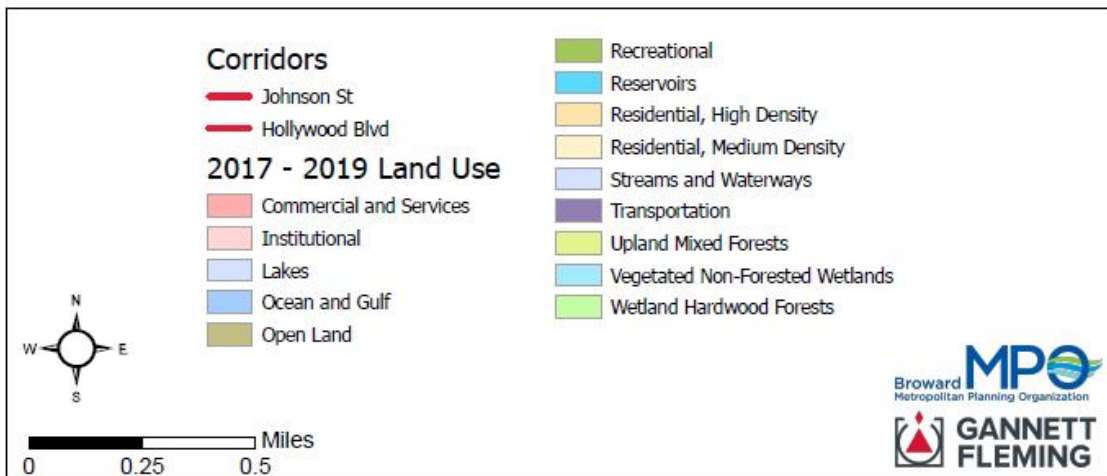 Corridors
Johnson St
Hollywood Blvd
2017 - 2019 Land Use
Commercial and Services
Institutional
Lakes
Ocean and Gulf
Open Land
Recreational
Reservoirs
Residential, High Density
Residential, Medium Density
Streams and Waterways
Transportation
Upland Mixed Forests
Vegetated Non-Forested Wetlands
Wetland Hardwood Forests
N
W E
S
Miles
0 0.25 0.5
Broward MPO
Metropolitan Planning Organization
GANNETT
FLEMING